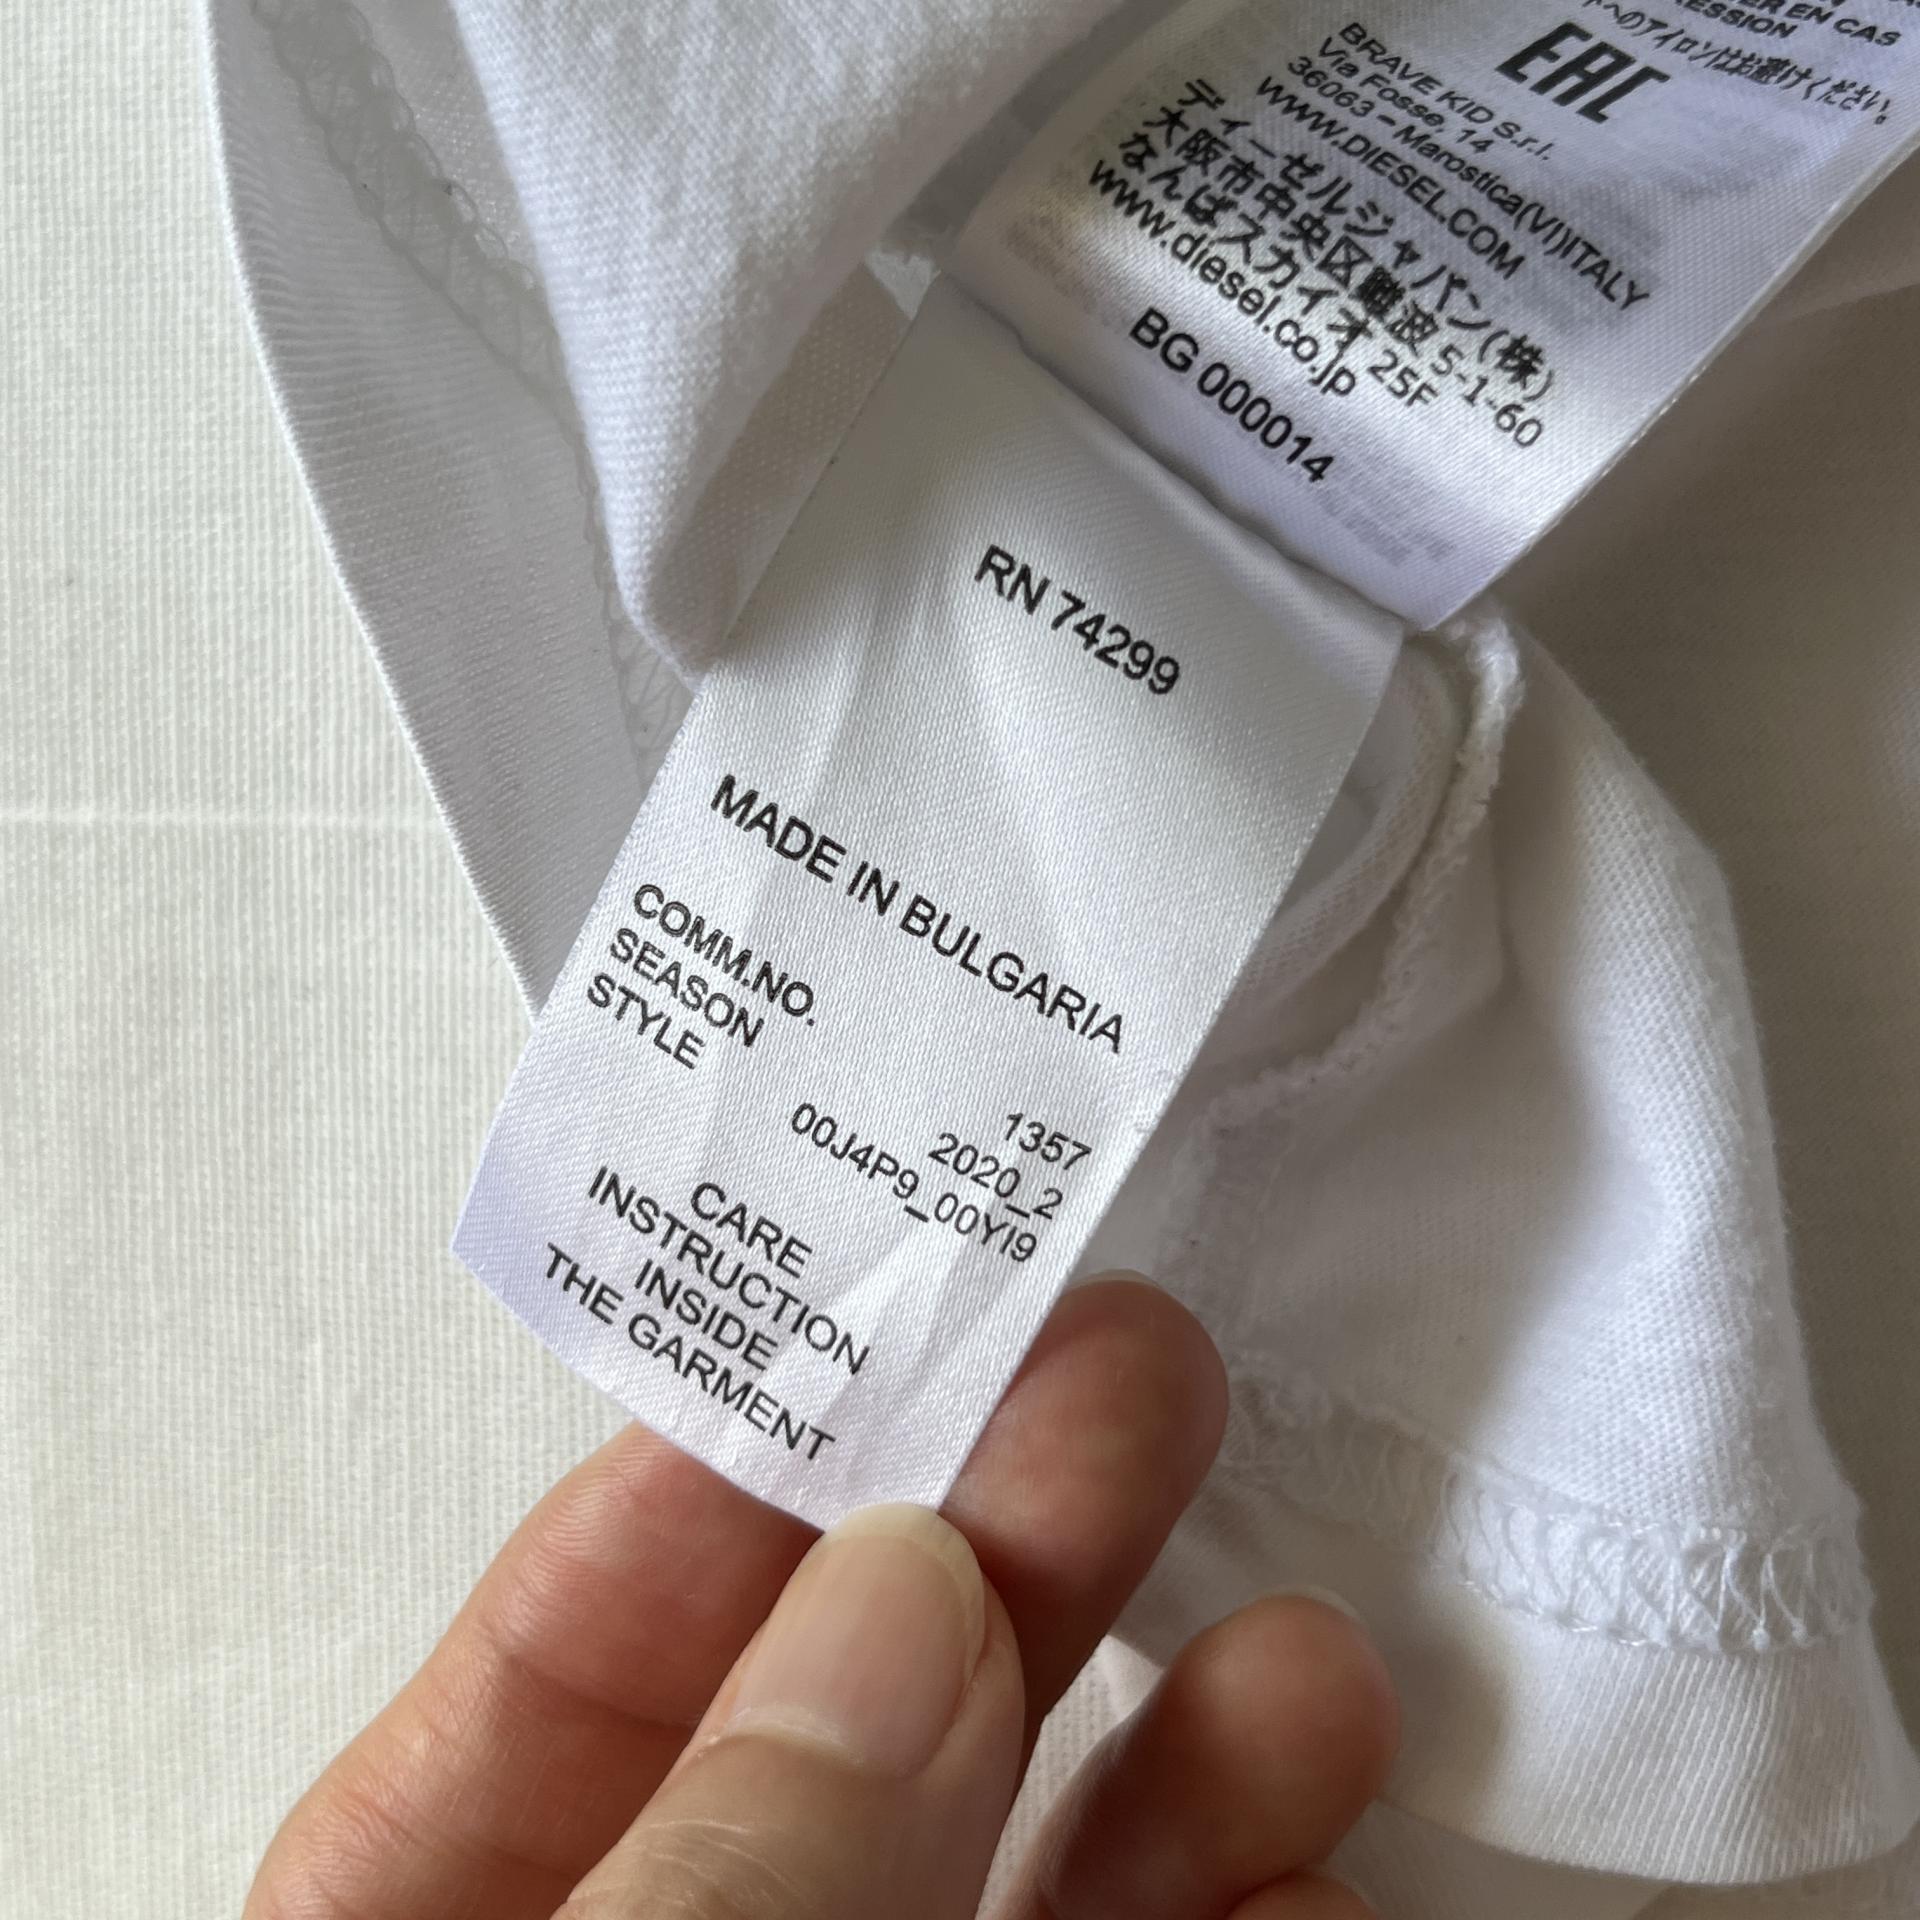 ER EN CAS
RESSION
へのアイロンはお避けください。
EAC
BRAVE KID S.r.l.
Via Fosse, 14
36063 – Marostica(VI)ITALY
WWW.DIESEL.COM
ディーゼルジャパン(株)
大阪市中央区難波 5-1-60
なんばスカイオ 25F
www.diesel.co.jp
BG 000014
RN 74299
MADE IN BULGARIA
COMM.NO. 1357
SEASON 2020_2
STYLE 00J4P9_00YI9
CARE
INSTRUCTION
INSIDE
THE GARMENT